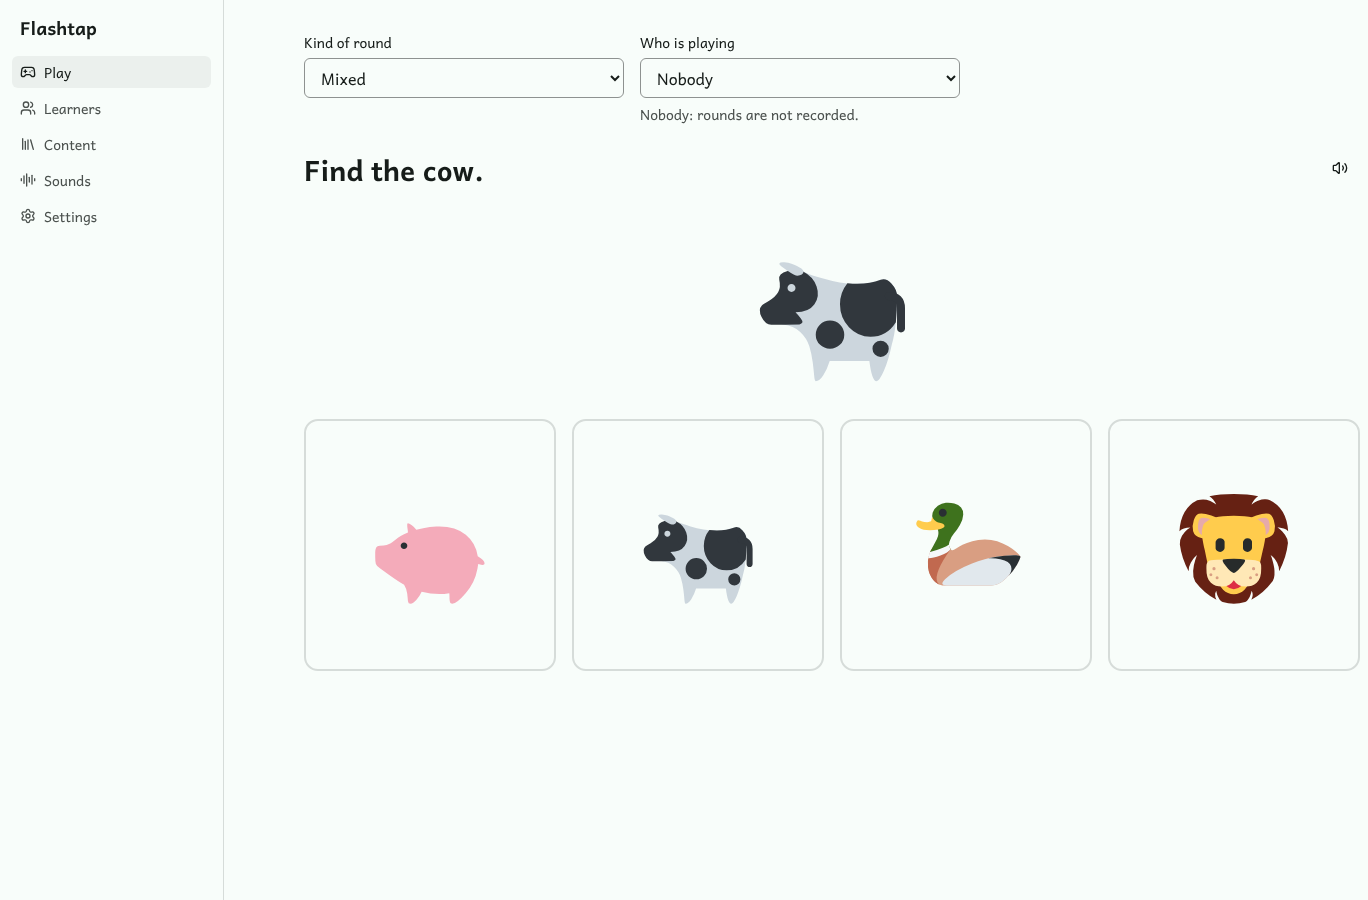 Flashtap
Play
Learners
Content
Sounds
Settings
Kind of round
Mixed
Who is playing
Nobody
Nobody: rounds are not recorded.
Find the cow.